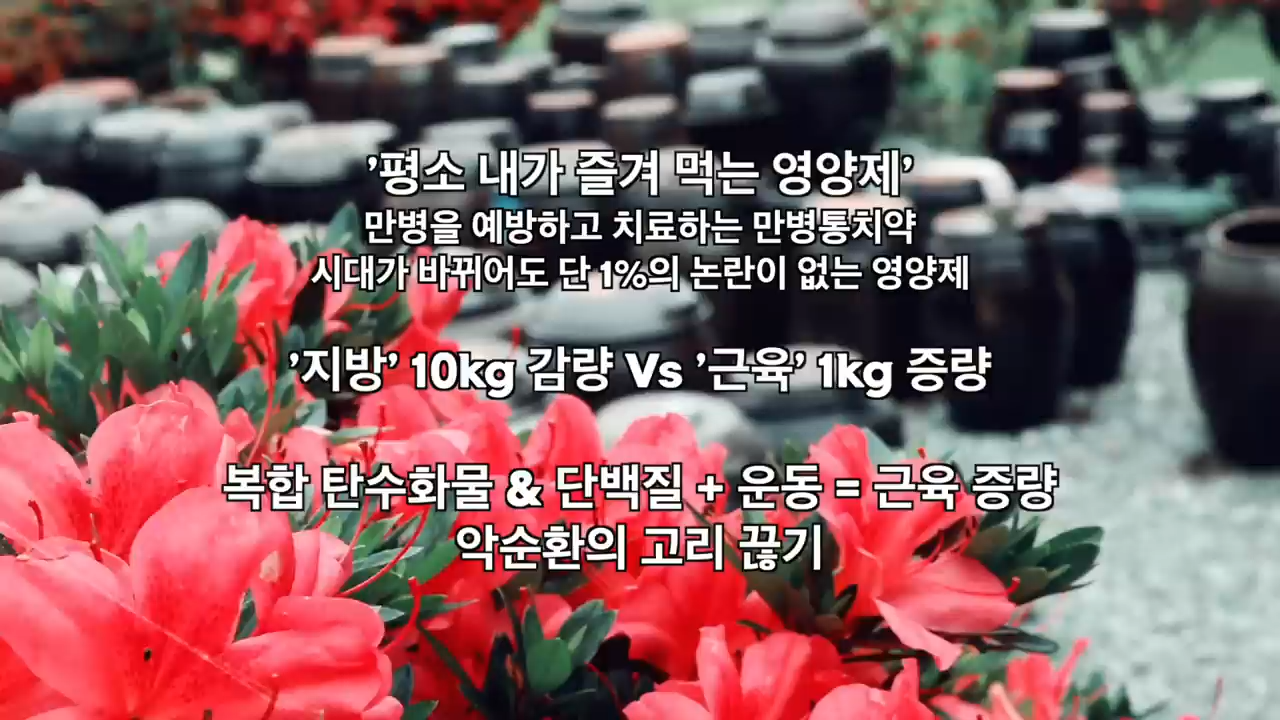 ’평소 내가 즐겨 먹는 영양제’
만병을 예방하고 치료하는 만병통치약
시대가 바뀌어도 단 1%의 논란이 없는 영양제
’지방’ 10kg 감량 Vs ’근육’ 1kg 증량
복합 탄수화물 & 단백질 + 운동 = 근육 증량
악순환의 고리 끊기